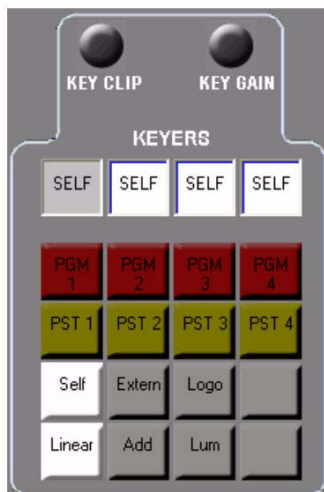 KEY CLIP KEY GAIN
KEYERS
SELF SELF SELF SELF
PGM 1 PGM 2 PGM 3 PGM 4
PST 1 PST 2 PST 3 PST 4
Self Extern Logo
Linear Add Lum